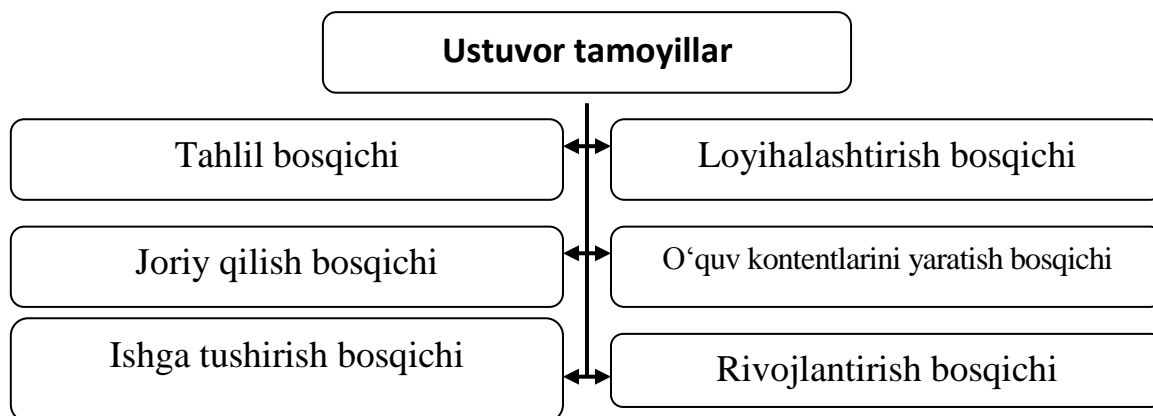 Ustuvor tamoyillar
Tahlil bosqichi
Loyihalashtirish bosqichi
Joriy qilish bosqichi
O‘quv kontentlarini yaratish bosqichi
Ishga tushirish bosqichi
Rivojlantirish bosqichi